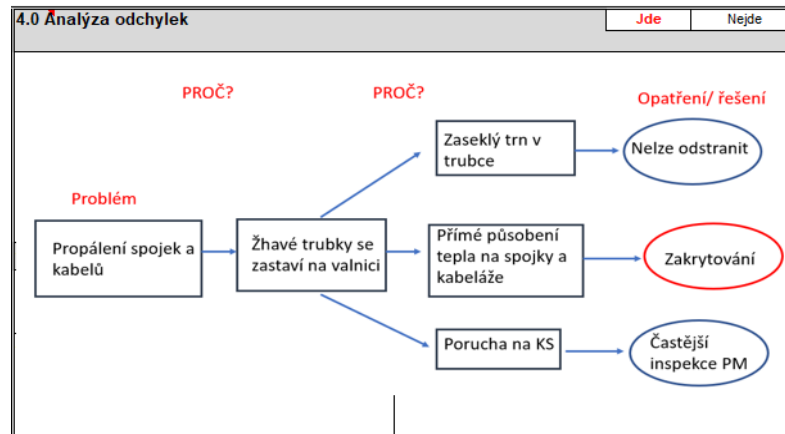 4.0 Analýza odchylek
Jde
Nejde
PROČ?
PROČ?
Opatření/ řešení
Zaseklý trn v
trubce
Nelze odstranit
Problém
Propálení spojek a
kabelů
Žhavé trubky se
zastaví na valnici
Přímé působení
tepla na spojky a
kabeláže
Zakrytování
Porucha na KS
Častější
inspekce PM